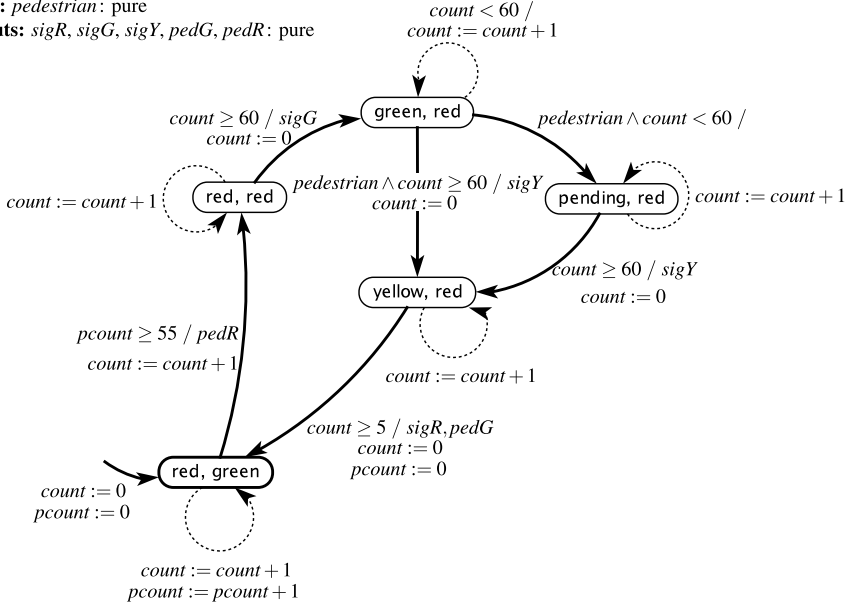 : pedestrian: pure
uts: sigR, sigG, sigY, pedG, pedR: pure
count < 60 /
count := count + 1
green, red
count ≥ 60 / sigG
count := 0
pedestrian ∧ count < 60 /
pedestrian ∧ count ≥ 60 / sigY
count := 0
red, red
count := count + 1
pending, red
count := count + 1
count ≥ 60 / sigY
count := 0
yellow, red
count := count + 1
pcount ≥ 55 / pedR
count := count + 1
count ≥ 5 / sigR, pedG
count := 0
pcount := 0
red, green
count := 0
pcount := 0
count := count + 1
pcount := pcount + 1